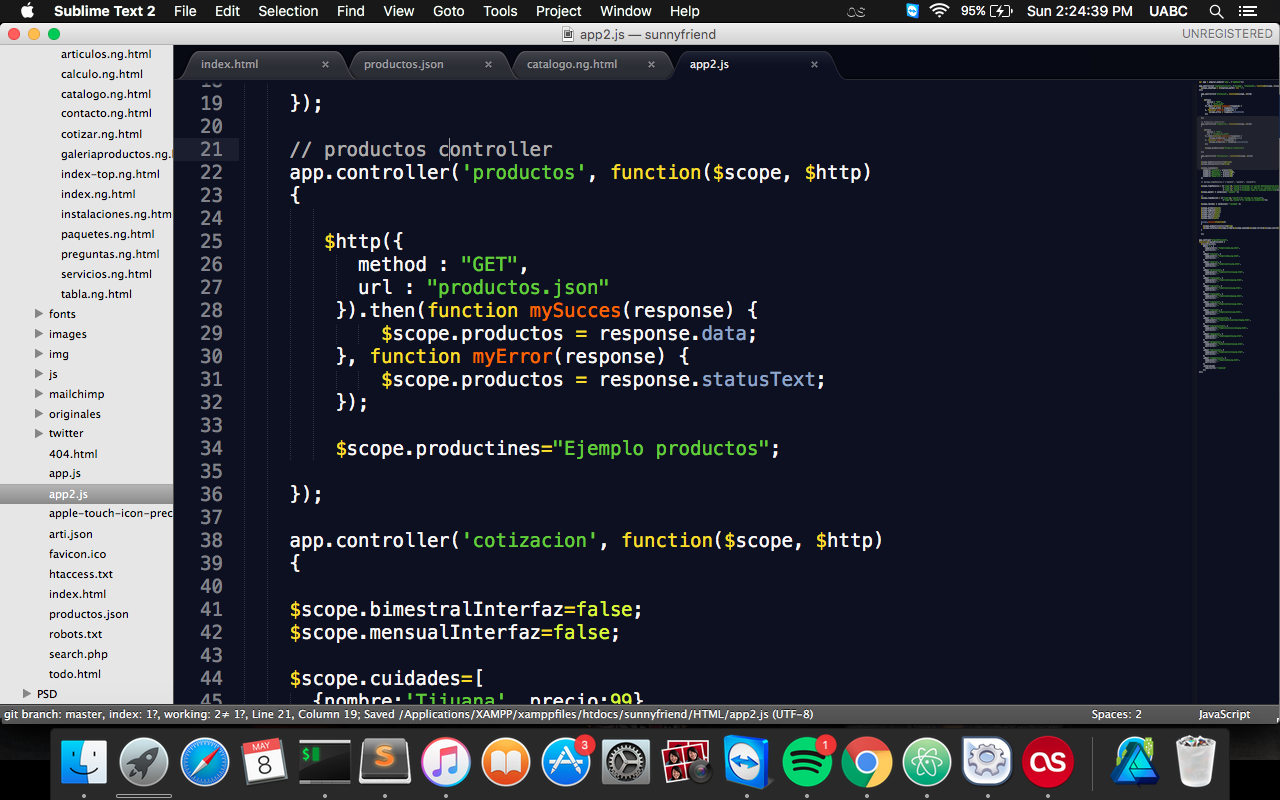 Sublime Text 2 File Edit Selection Find View Goto Tools Project Window Help 95% Sun 2:24:39 PM UABC
app2.js — sunnyfriend UNREGISTERED
articulos.ng.html
calculo.ng.html
catalogo.ng.html
contacto.ng.html
cotizar.ng.html
galeriaproductos.ng.
index-top.ng.html
index.ng.html
instalaciones.ng.htm
paquetes.ng.html
preguntas.ng.html
servicios.ng.html
tabla.ng.html
fonts
images
img
js
mailchimp
originales
twitter
404.html
app.js
app2.js
apple-touch-icon-prec
arti.json
favicon.ico
htaccess.txt
index.html
productos.json
robots.txt
search.php
todo.html
PSD
index.html × productos.json × catalogo.ng.html × app2.js ×
18
19 });
20
21 // productos controller
22 app.controller('productos', function($scope, $http)
23 {
24
25 $http({
26 method : "GET",
27 url : "productos.json"
28 }).then(function mySucces(response) {
29 $scope.productos = response.data;
30 }, function myError(response) {
31 $scope.productos = response.statusText;
32 });
33
34 $scope.productines="Ejemplo productos";
35
36 });
37
38 app.controller('cotizacion', function($scope, $http)
39 {
40
41 $scope.bimestralInterfaz=false;
42 $scope.mensualInterfaz=false;
43
44 $scope.cuidades=[
45 {nombre:'Tijuana', precio:99}
git branch: master, index: 1?, working: 2≠ 1?, Line 21, Column 19; Saved /Applications/XAMPP/xamppfiles/htdocs/sunnyfriend/HTML/app2.js (UTF-8) Spaces: 2 JavaScript
MAY
8
$
S
3
1